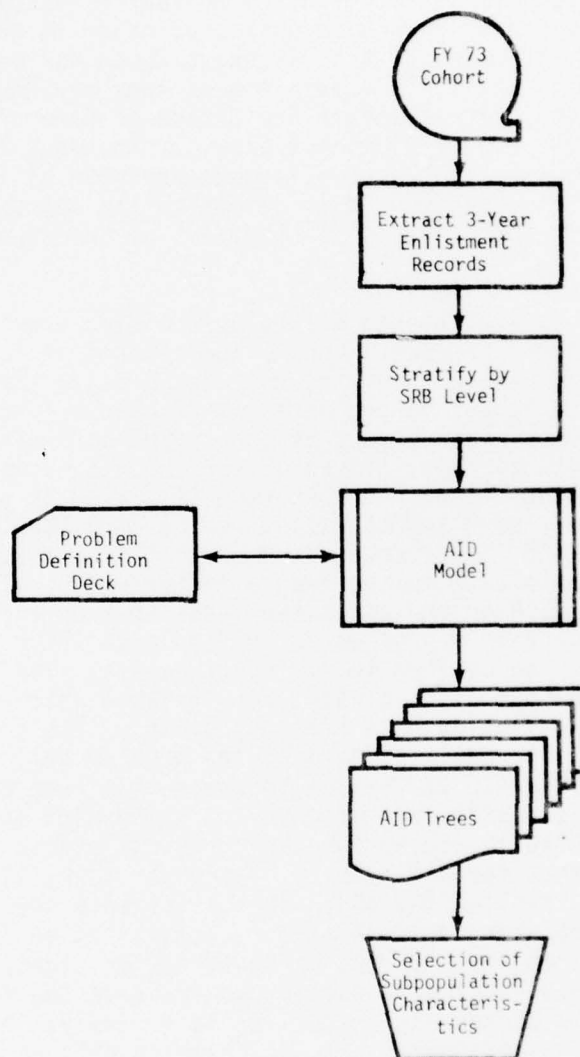 FY 73
Cohort
Extract 3-Year
Enlistment
Records
Stratify by
SRB Level
Problem
Definition
Deck
AID
Model
AID Trees
Selection of
Subpopulation
Characteris-
tics